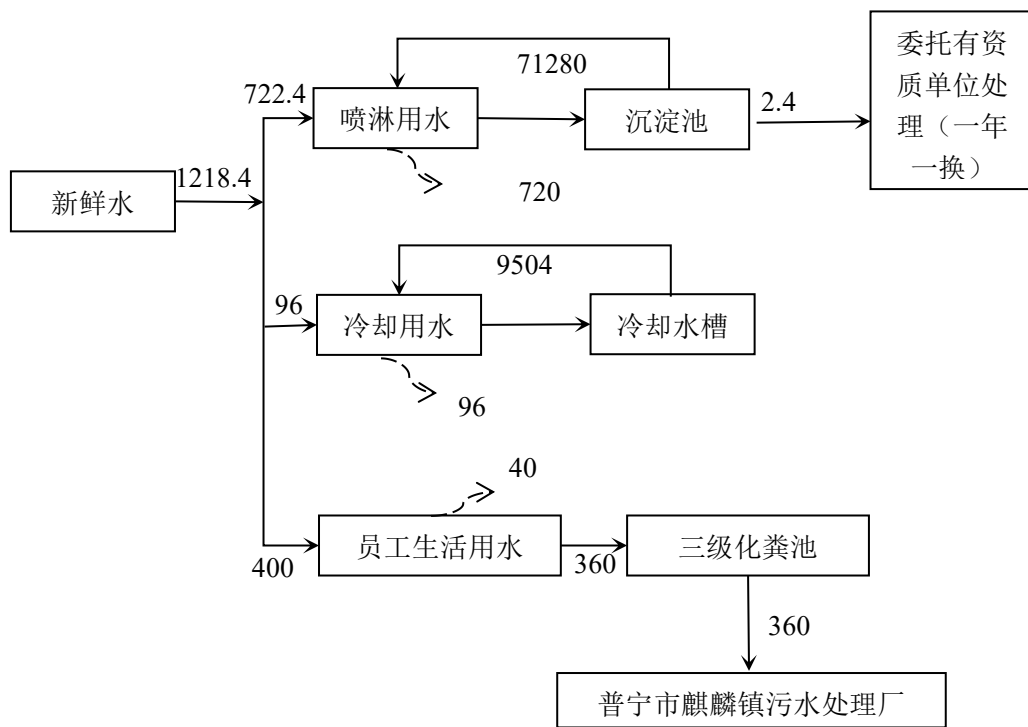 委托有资
质单位处
理（一年
一换）
71280
722.4
喷淋用水
沉淀池
2.4
1218.4
新鲜水
720
9504
96
冷却用水
冷却水槽
96
40
员工生活用水
三级化粪池
400
360
360
普宁市麒麟镇污水处理厂